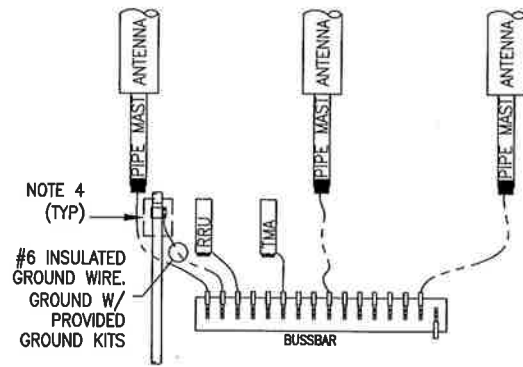 ANTENNA
ANTENNA
ANTENNA
PIPE MAST
PIPE MAST
PIPE MAST
NOTE 4
(TYP)
RRU
TMA
#6 INSULATED
GROUND WIRE.
GROUND W/
PROVIDED
GROUND KITS
BUSSBAR